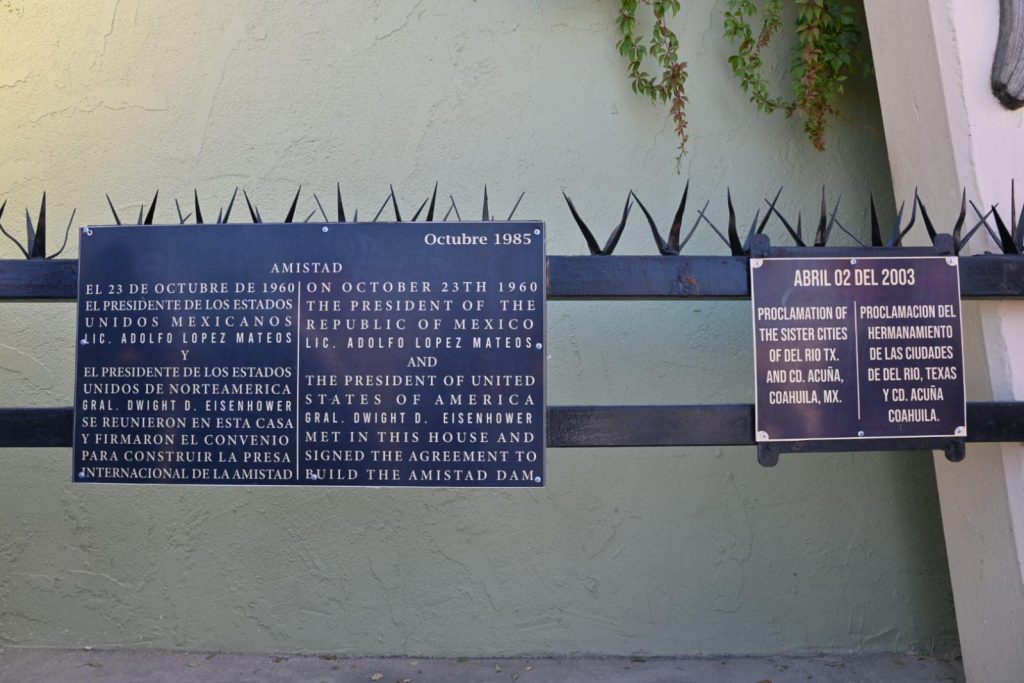 Octubre 1985
AMISTAD
EL 23 DE OCTUBRE DE 1960
EL PRESIDENTE DE LOS ESTADOS
UNIDOS MEXICANOS
LIC. ADOLFO LOPEZ MATEOS
Y
EL PRESIDENTE DE LOS ESTADOS
UNIDOS DE NORTEAMERICA
GRAL. DWIGHT D. EISENHOWER
SE REUNIERON EN ESTA CASA
Y FIRMARON EL CONVENIO
PARA CONSTRUIR LA PRESA
INTERNACIONAL DE LA AMISTAD
ON OCTOBER 23TH 1960
THE PRESIDENT OF THE
REPUBLIC OF MEXICO
LIC. ADOLFO LOPEZ MATEOS
AND
THE PRESIDENT OF UNITED
STATES OF AMERICA
GRAL. DWIGHT D. EISENHOWER
MET IN THIS HOUSE AND
SIGNED THE AGREEMENT TO
BUILD THE AMISTAD DAM
ABRIL 02 DEL 2003
PROCLAMATION OF
THE SISTER CITIES
OF DEL RIO TX.
AND CD. ACUÑA,
COAHUILA, MX.
PROCLAMACION DEL
HERMANAMIENTO
DE LAS CIUDADES
DE DEL RIO, TEXAS
Y CD. ACUÑA
COAHUILA.